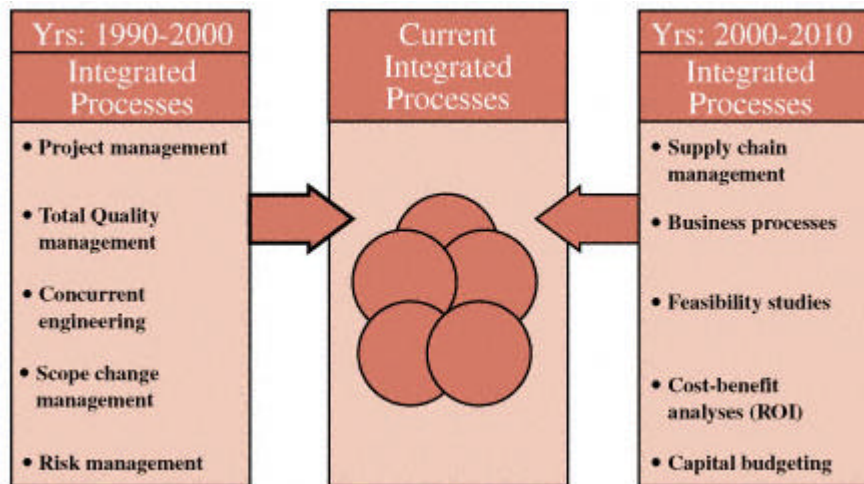 Yrs: 1990-2000
Integrated
Processes
• Project management
• Total Quality
management
• Concurrent
engineering
• Scope change
management
• Risk management
Current
Integrated
Processes
Yrs: 2000-2010
Integrated
Processes
• Supply chain
management
• Business processes
• Feasibility studies
• Cost-benefit
analyses (ROI)
• Capital budgeting